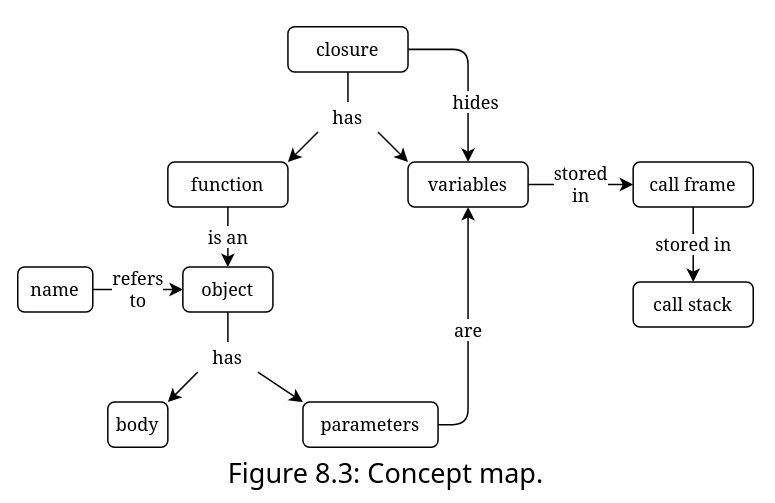 closure
hides
has
function
variables
stored
in
call frame
is an
stored in
name
refers
to
object
call stack
are
has
body
parameters
Figure 8.3: Concept map.